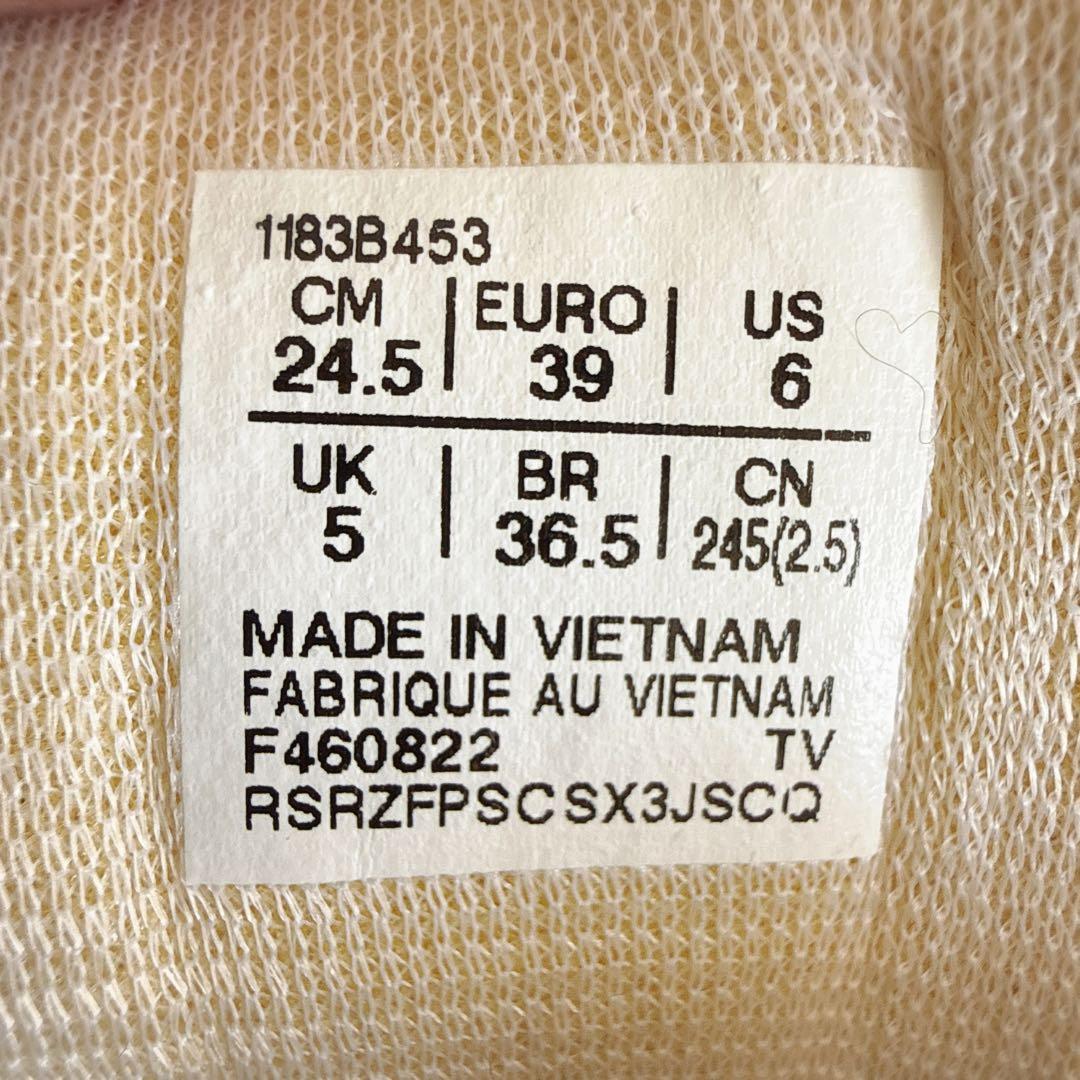 1183B453
CM | EURO | US
24.5 | 39 | 6
UK | BR | CN
5 | 36.5 | 245(2.5)
MADE IN VIETNAM
FABRIQUE AU VIETNAM
F460822 TV
RSRZFPSCSX3JSCQ